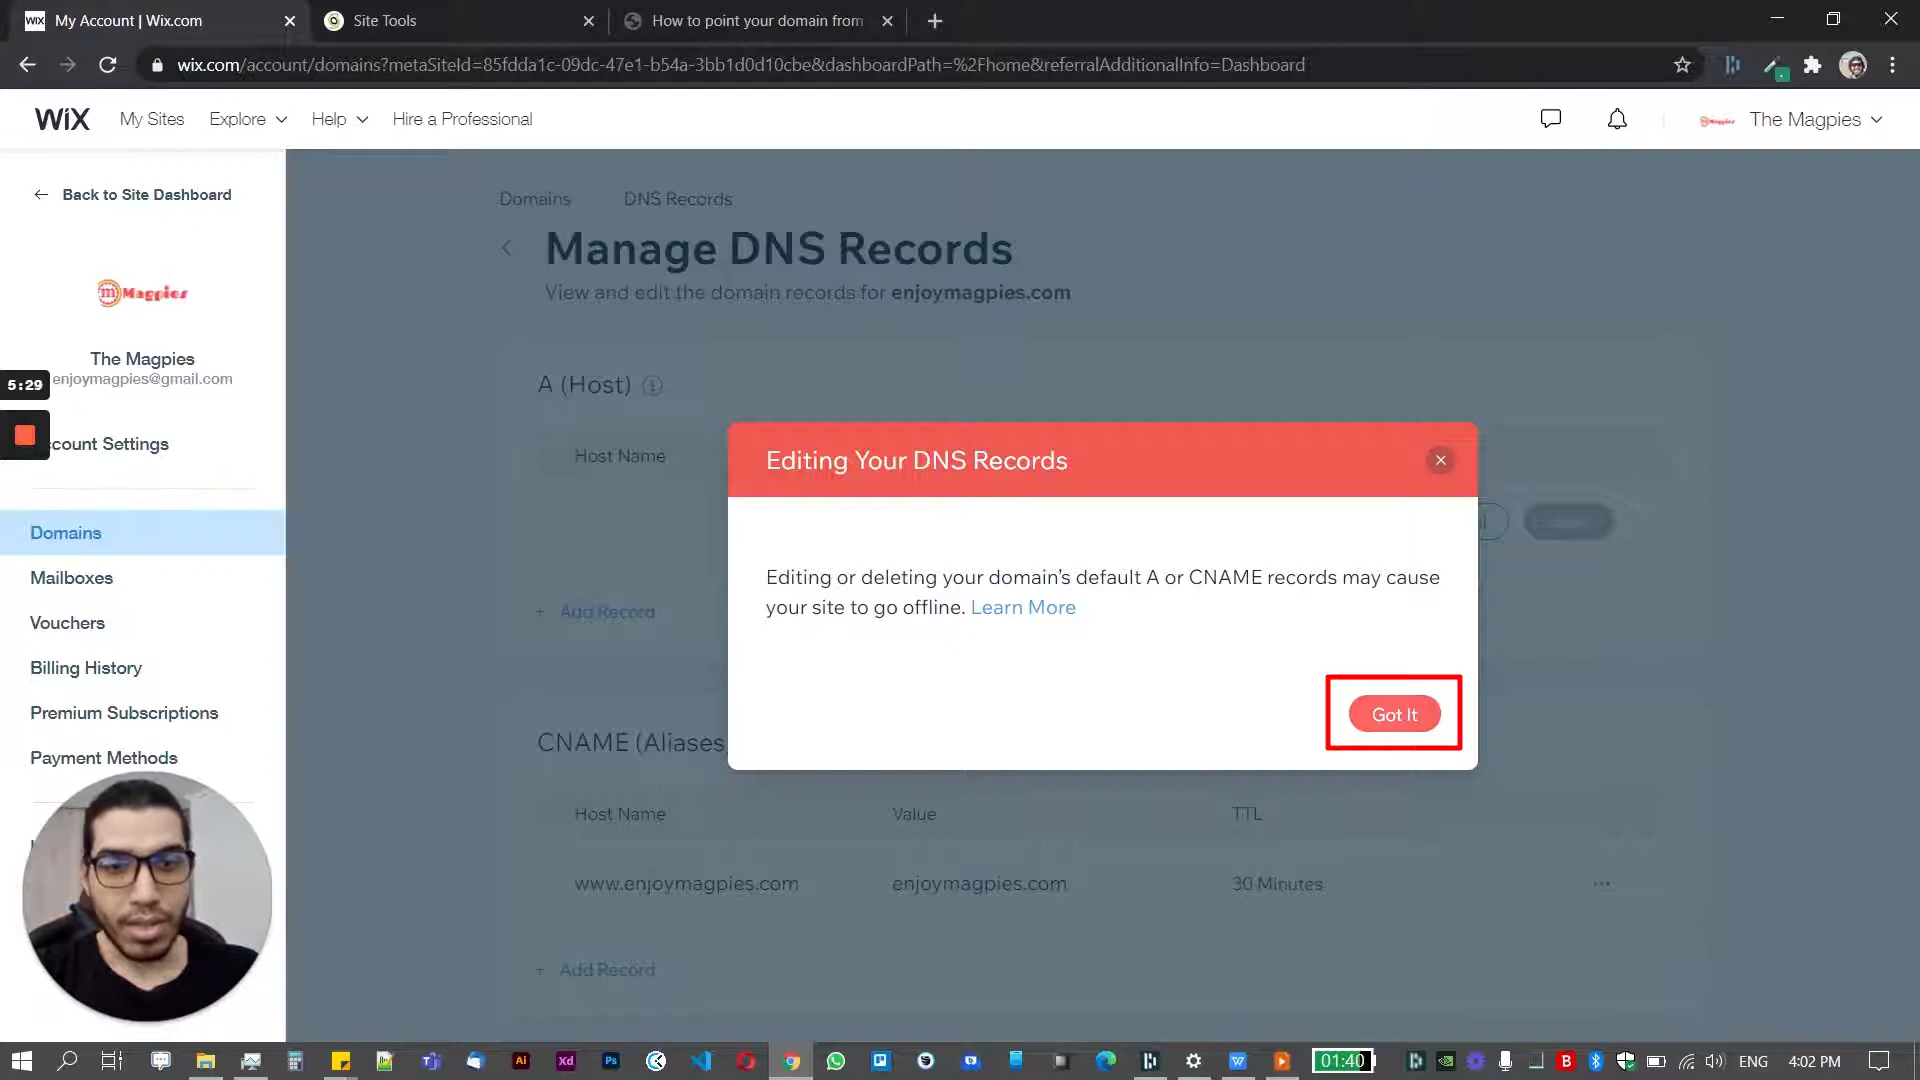 WiX My Account | Wix.com
Site Tools
How to point your domain from
wix.com/account/domains?metaSiteId=85fdda1c-09dc-47e1-b54a-3bb1d0d10cbe&dashboardPath=%2Fhome&referralAdditionalInfo=Dashboard
WiX My Sites Explore Help Hire a Professional
Magpies The Magpies
Back to Site Dashboard
m Magpies
The Magpies
enjoymagpies@gmail.com
5:29
ccount Settings
Domains
Mailboxes
Vouchers
Billing History
Premium Subscriptions
Payment Methods
Domains DNS Records
Manage DNS Records
View and edit the domain records for enjoymagpies.com
A (Host)
Host Name
+ Add Record
Editing Your DNS Records
Editing or deleting your domain's default A or CNAME records may cause
your site to go offline. Learn More
Got It
CNAME (Aliases
Host Name Value TTL
www.enjoymagpies.com enjoymagpies.com 30 Minutes
+ Add Record
Ai Xd Ps
01:40
B
ENG 4:02 PM